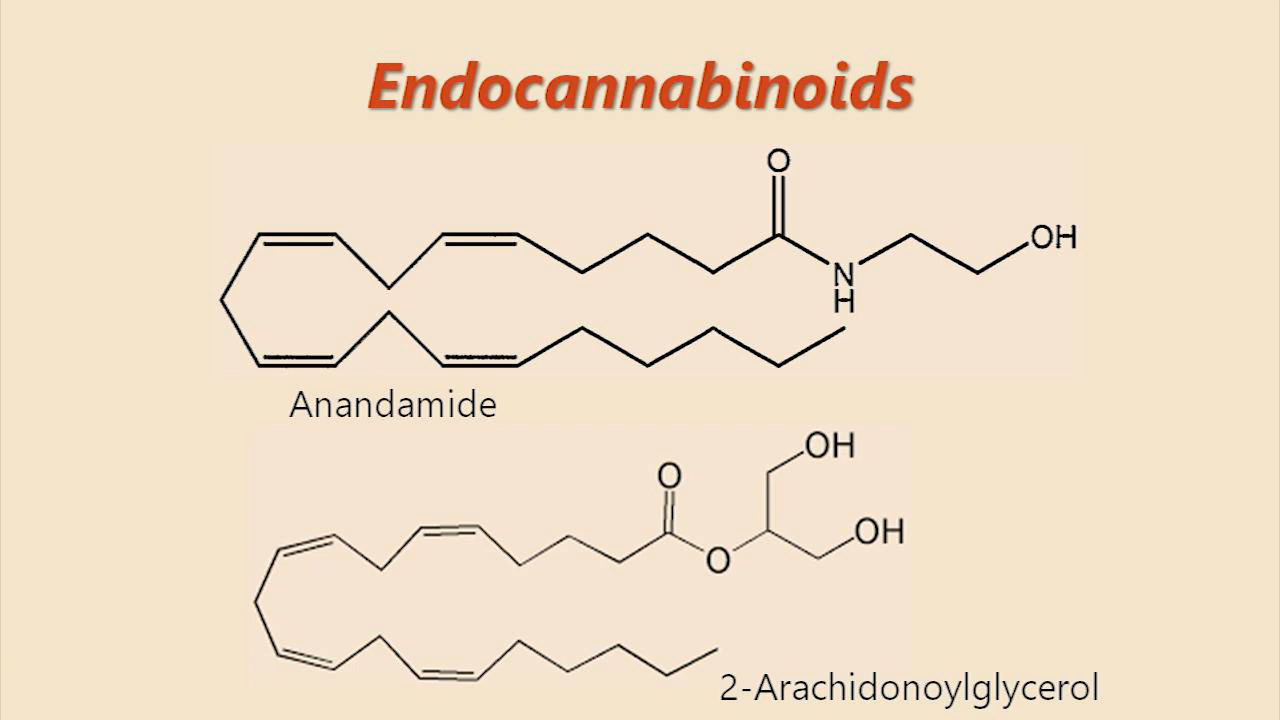 Endocannabinoids
O
OH
N
H
Anandamide
OH
O
OH
O
2-Arachidonoylglycerol